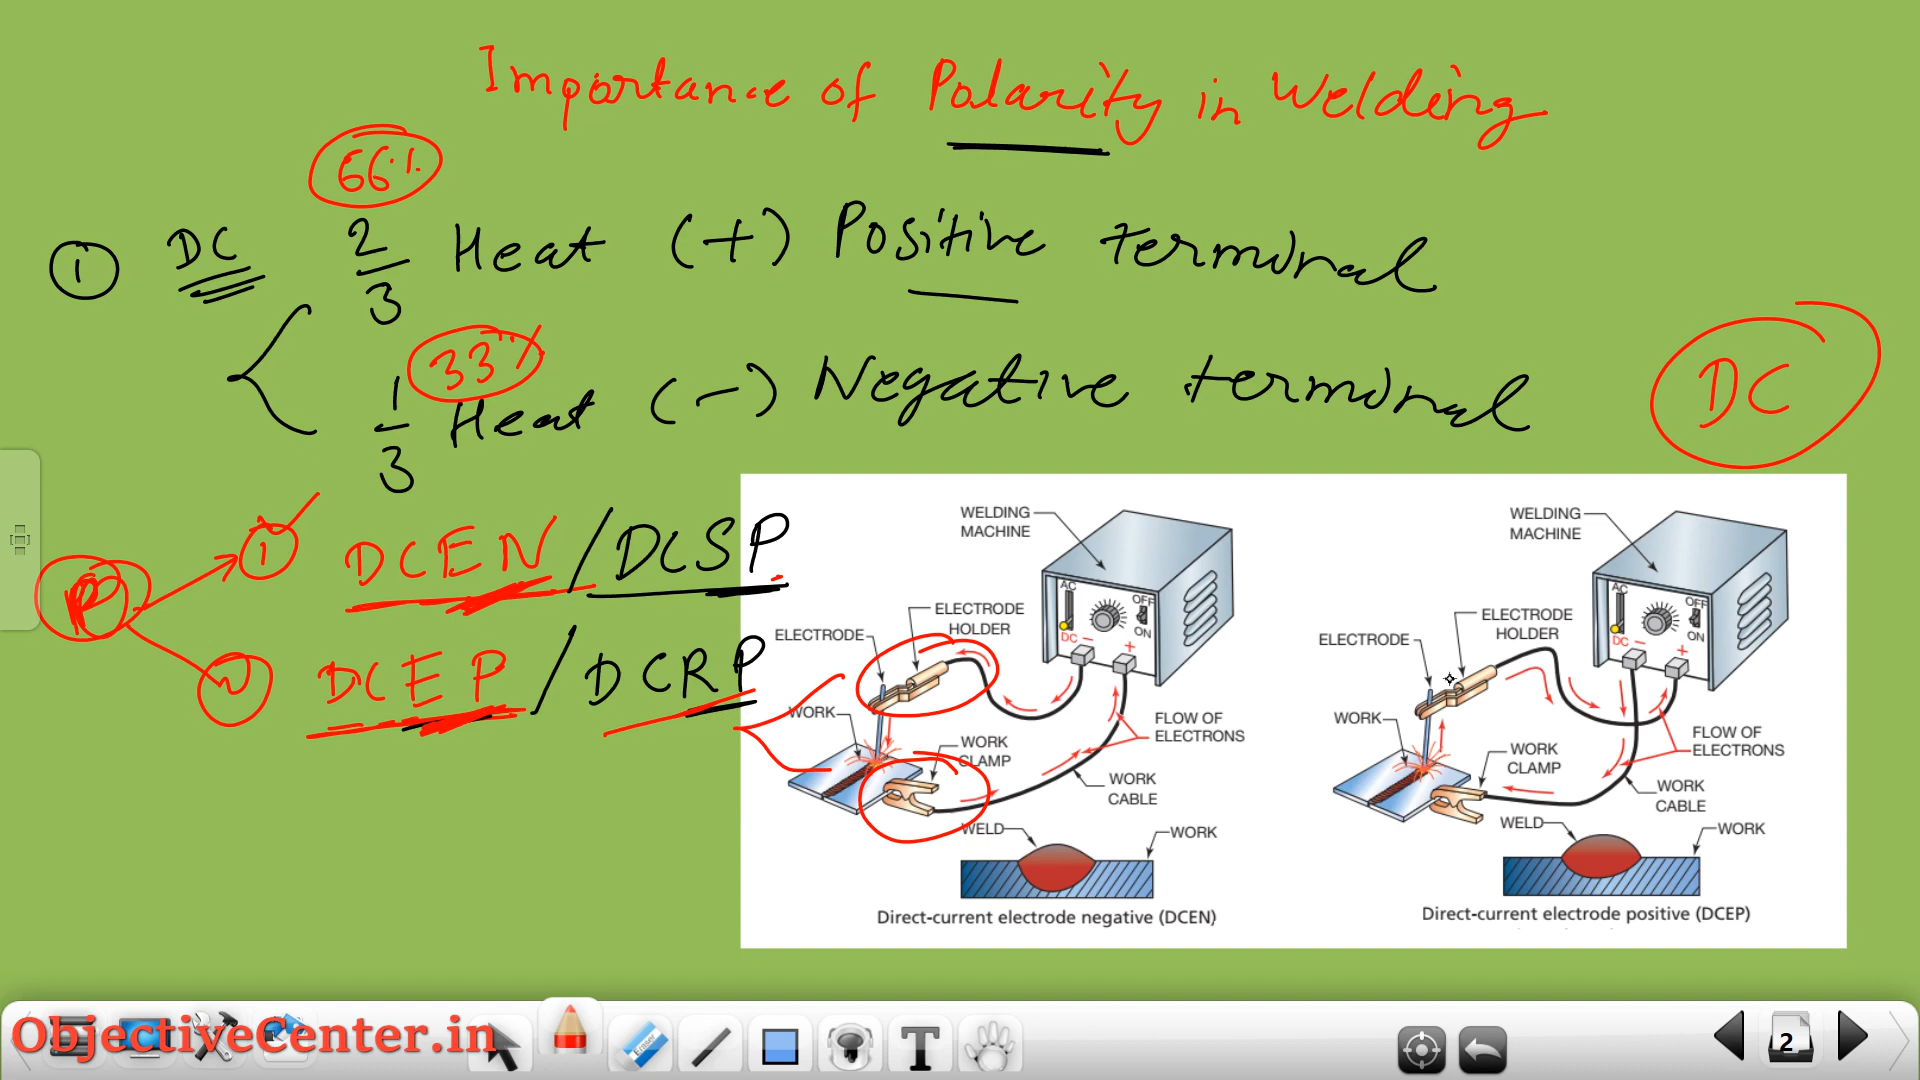 Importance of Polarity in Welding
66%
① DC 2/3 Heat (+) Positive terminal
33%
1/3 Heat (-) Negative terminal
DC
P
① DCEN / DCSP
② DCEP / DCRP
WELDING
MACHINE
AC
OFF
ON
DC − +
ELECTRODE
HOLDER
ELECTRODE
WORK
WORK
CLAMP
FLOW OF
ELECTRONS
WORK
CABLE
WELD
WORK
Direct-current electrode negative (DCEN)
WELDING
MACHINE
AC
OFF
ON
DC − +
ELECTRODE
HOLDER
ELECTRODE
WORK
WORK
CLAMP
FLOW OF
ELECTRONS
WORK
CABLE
WELD
WORK
Direct-current electrode positive (DCEP)
ObjectiveCenter.in
Eraser
T
2